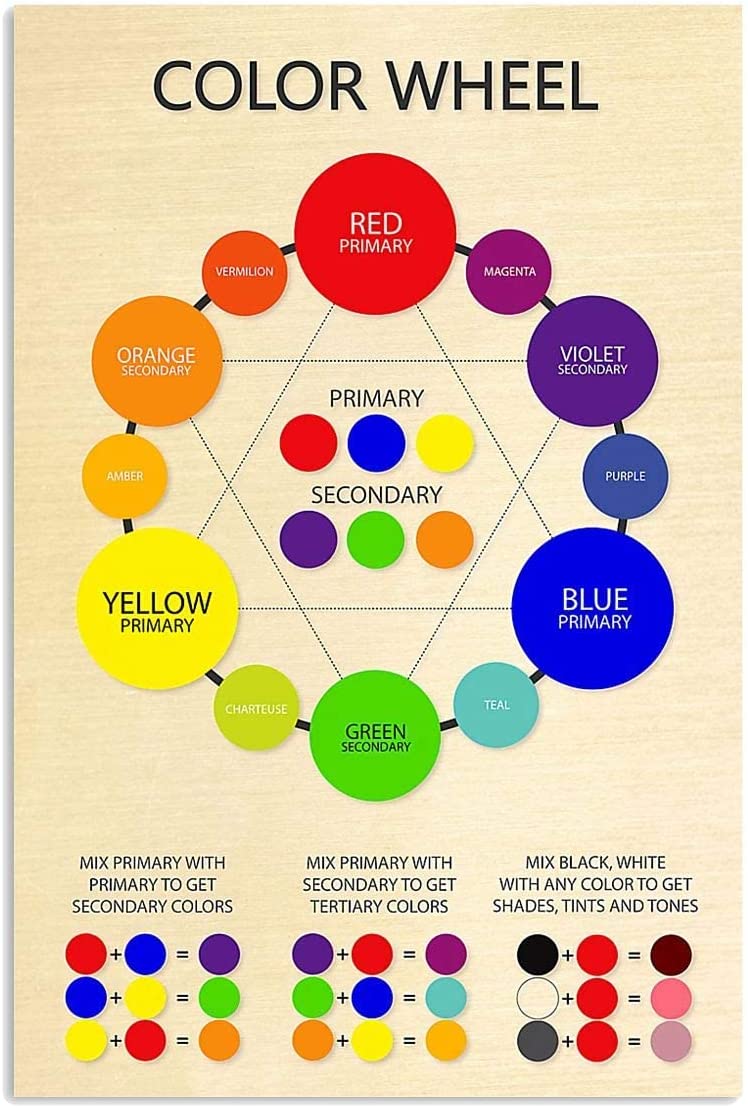 COLOR WHEEL
RED
PRIMARY
VERMILION
MAGENTA
ORANGE
SECONDARY
VIOLET
SECONDARY
PRIMARY
SECONDARY
AMBER
PURPLE
YELLOW
PRIMARY
BLUE
PRIMARY
CHARTEUSE
TEAL
GREEN
SECONDARY
MIX PRIMARY WITH
PRIMARY TO GET
SECONDARY COLORS
+ =
+ =
+ =
MIX PRIMARY WITH
SECONDARY TO GET
TERTIARY COLORS
+ =
+ =
+ =
MIX BLACK, WHITE
WITH ANY COLOR TO GET
SHADES, TINTS AND TONES
+ =
+ =
+ =